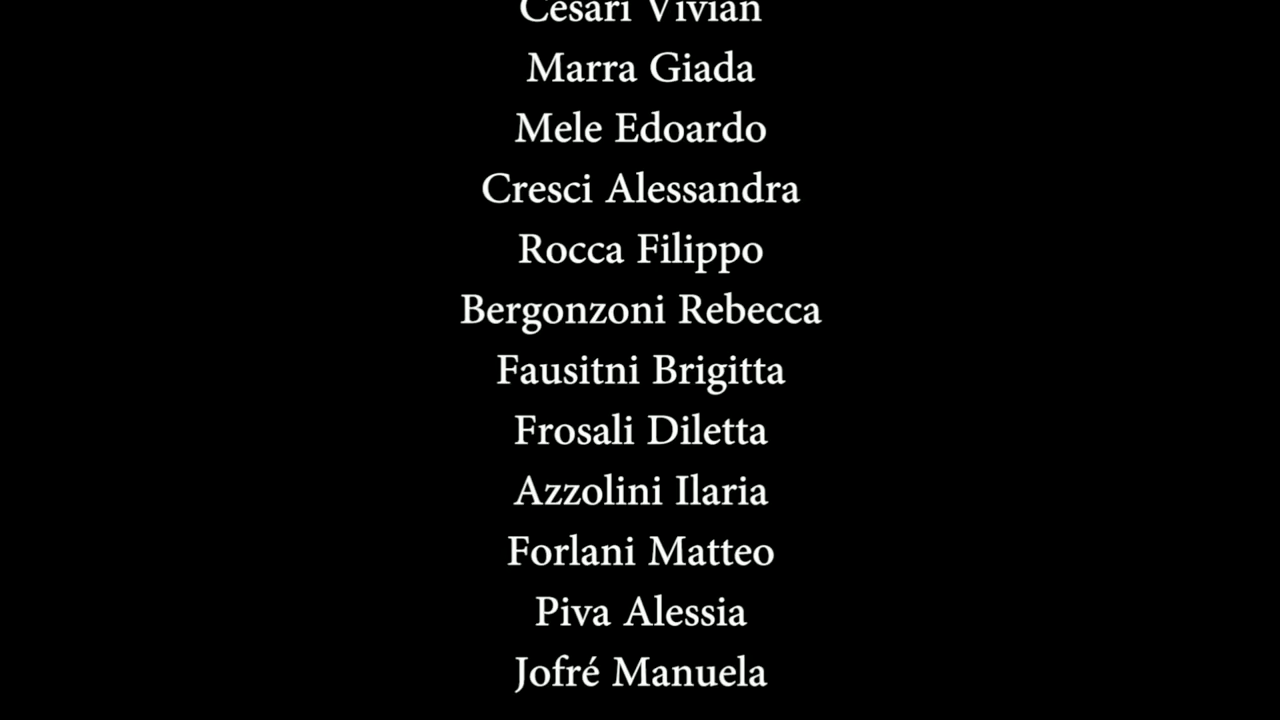 Cesari Vivian
Marra Giada
Mele Edoardo
Cresci Alessandra
Rocca Filippo
Bergonzoni Rebecca
Fausitni Brigitta
Frosali Diletta
Azzolini Ilaria
Forlani Matteo
Piva Alessia
Jofré Manuela